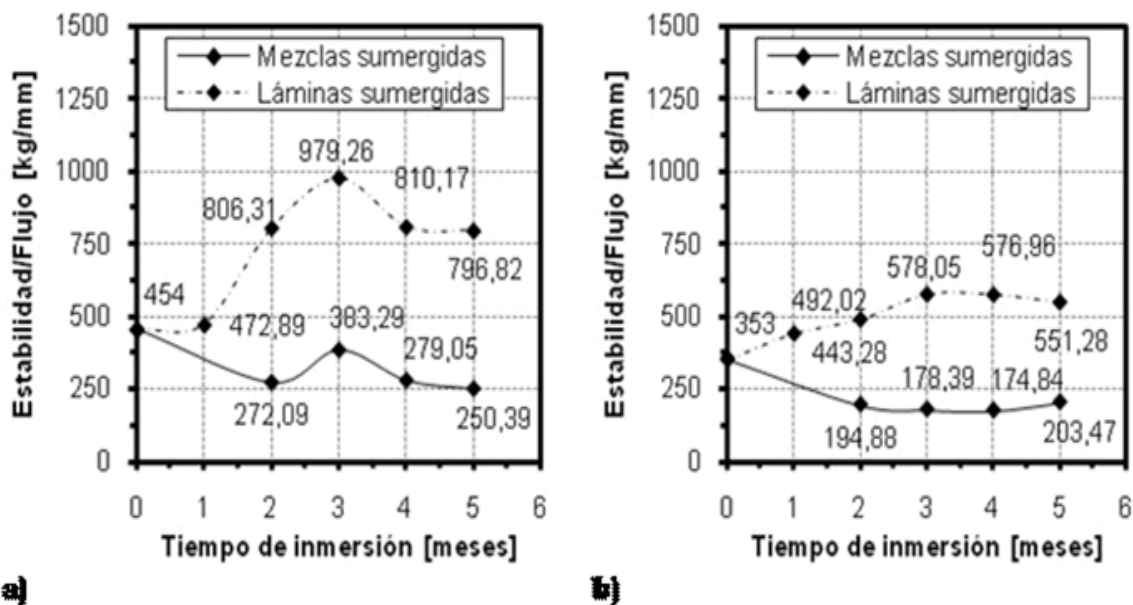 Estabilidad/Flujo [kg/mm]
1500
1250
1000
750
500
250
0
Mezclas sumergidas
Láminas sumergidas
979,26
810,17
806,31
796,82
454
472,89
383,29
279,05
272,09
250,39
0 1 2 3 4 5 6
Tiempo de inmersión [meses]
a)
Estabilidad/Flujo [kg/mm]
1500
1250
1000
750
500
250
0
Mezclas sumergidas
Láminas sumergidas
578,05
576,96
492,02
353
443,28
551,28
178,39
174,84
194,88
203,47
0 1 2 3 4 5 6
Tiempo de inmersión [meses]
b)